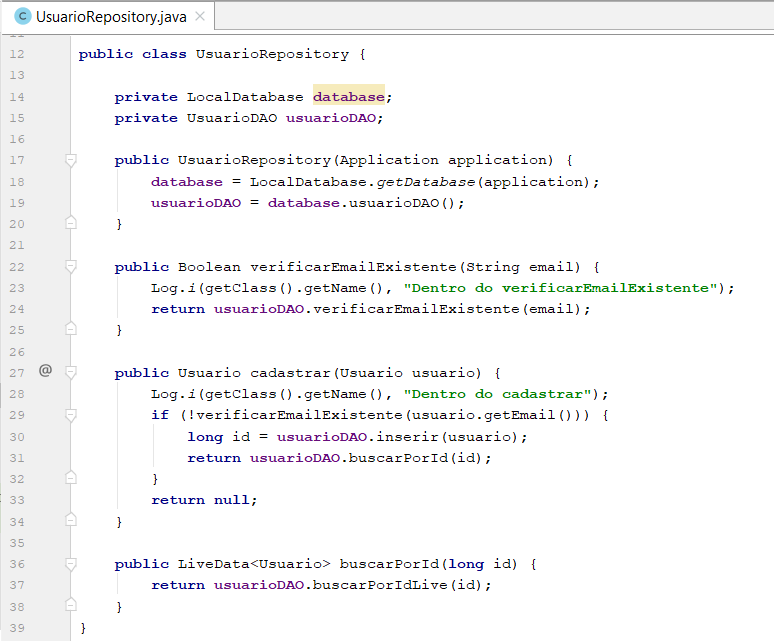 UsuarioRepository.java
12 public class UsuarioRepository {
13
14 private LocalDatabase database;
15 private UsuarioDAO usuarioDAO;
16
17 public UsuarioRepository(Application application) {
18 database = LocalDatabase.getDatabase(application);
19 usuarioDAO = database.usuarioDAO();
20 }
21
22 public Boolean verificarEmailExistente(String email) {
23 Log.i(getClass().getName(), "Dentro do verificarEmailExistente");
24 return usuarioDAO.verificarEmailExistente(email);
25 }
26
27 @ public Usuario cadastrar(Usuario usuario) {
28 Log.i(getClass().getName(), "Dentro do cadastrar");
29 if (!verificarEmailExistente(usuario.getEmail())) {
30 long id = usuarioDAO.inserir(usuario);
31 return usuarioDAO.buscarPorId(id);
32 }
33 return null;
34 }
35
36 public LiveData<Usuario> buscarPorId(long id) {
37 return usuarioDAO.buscarPorIdLive(id);
38 }
39 }